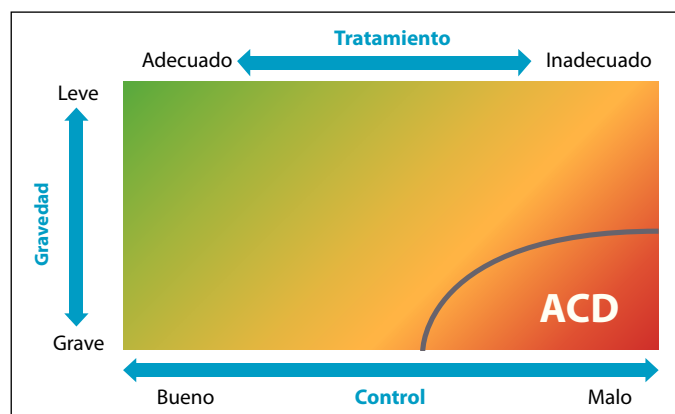 Tratamiento
Adecuado
Inadecuado
Leve
Gravedad
Grave
ACD
Bueno
Control
Malo